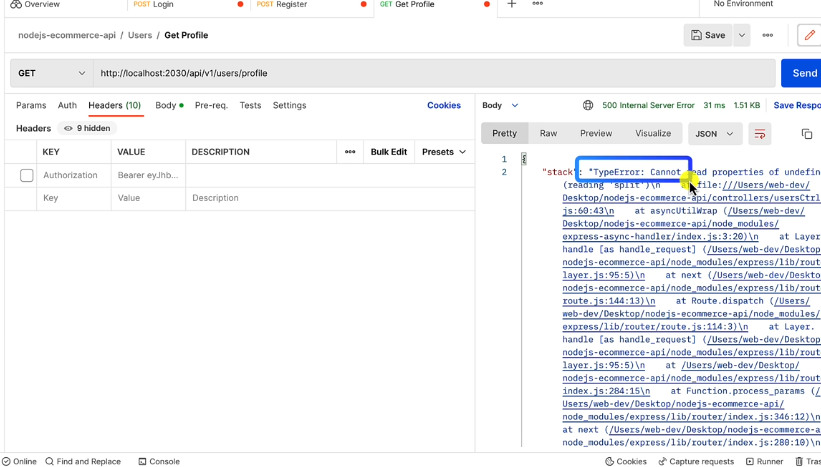 Overview
POST Login
POST Register
GET Get Profile
No Environment
nodejs-ecommerce-api / Users / Get Profile
Save
GET
http://localhost:2030/api/v1/users/profile
Send
Params Auth Headers (10) Body Pre-req. Tests Settings
Cookies
Headers 9 hidden
KEY VALUE DESCRIPTION
Bulk Edit Presets
Authorization Bearer eyJhb...
Key Value Description
Body
500 Internal Server Error 31 ms 1.51 KB Save Respo
Pretty Raw Preview Visualize JSON
1 {
2 "stack": "TypeError: Cannot read properties of undefin
(reading 'split')\n at file:///Users/web-dev/
Desktop/nodejs-ecommerce-api/controllers/usersCtrl
js:60:43\n at asyncUtilWrap (/Users/web-dev/
Desktop/nodejs-ecommerce-api/node_modules/
express-async-handler/index.js:3:20)\n at Layer
handle [as handle_request] (/Users/web-dev/Desktop
nodejs-ecommerce-api/node_modules/express/lib/rout
layer.js:95:5)\n at next (/Users/web-dev/Deskto
nodejs-ecommerce-api/node_modules/express/lib/rout
route.js:144:13)\n at Route.dispatch (/Users/
web-dev/Desktop/nodejs-ecommerce-api/node_modules/
express/lib/router/route.js:114:3)\n at Layer.
handle [as handle_request] (/Users/web-dev/Desktop
nodejs-ecommerce-api/node_modules/express/lib/rout
layer.js:95:5)\n at /Users/web-dev/Desktop/
nodejs-ecommerce-api/node_modules/express/lib/rout
index.js:284:15\n at Function.process_params (/
Users/web-dev/Desktop/nodejs-ecommerce-api/
node_modules/express/lib/router/index.js:346:12)\n
at next (/Users/web-dev/Desktop/nodejs-ecommerce-a
node_modules/express/lib/router/index.js:280:10)\n
Online Find and Replace Console
Cookies Capture requests Runner Tras